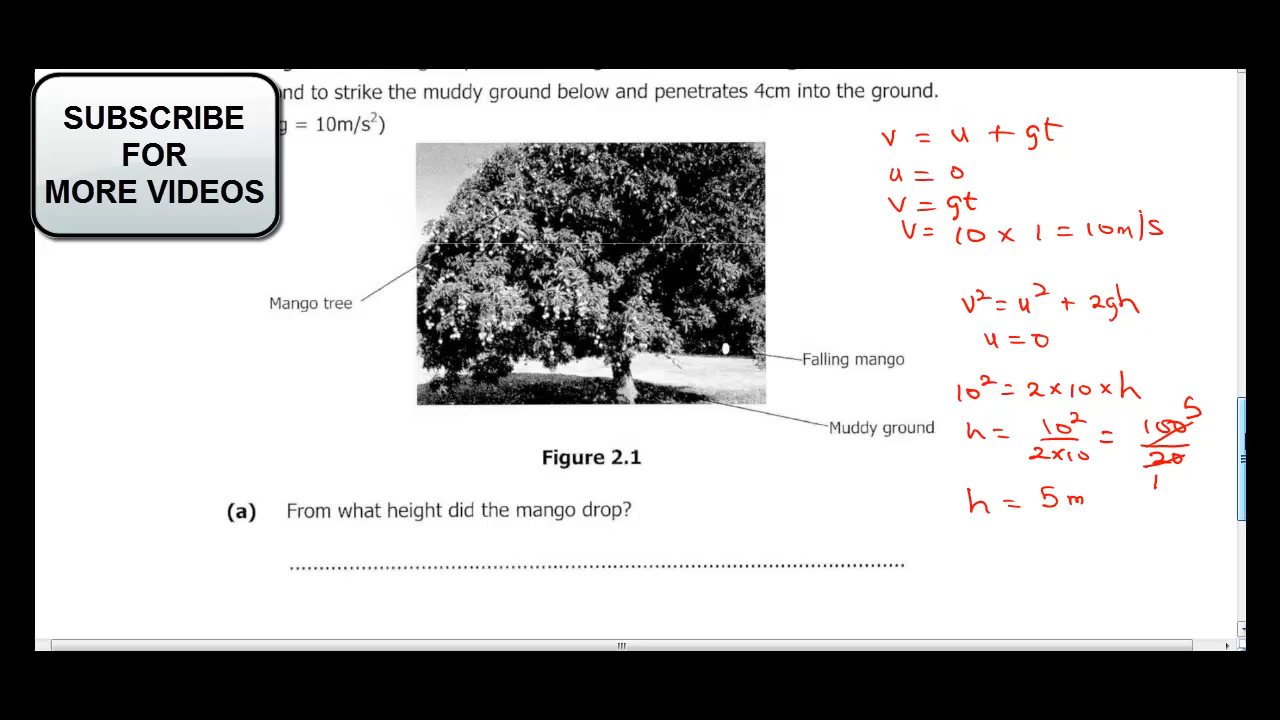 SUBSCRIBE
FOR
MORE VIDEOS
nd to strike the muddy ground below and penetrates 4cm into the ground.
g = 10m/s²)
Mango tree
Falling mango
Muddy ground
Figure 2.1
(a) From what height did the mango drop?
v = u + gt
u = 0
v = gt
v = 10 × 1 = 10m/s
v² = u² + 2gh
u = 0
10² = 2 × 10 × h
h = 10² / 2×10 = 100 / 20
5
1
h = 5m